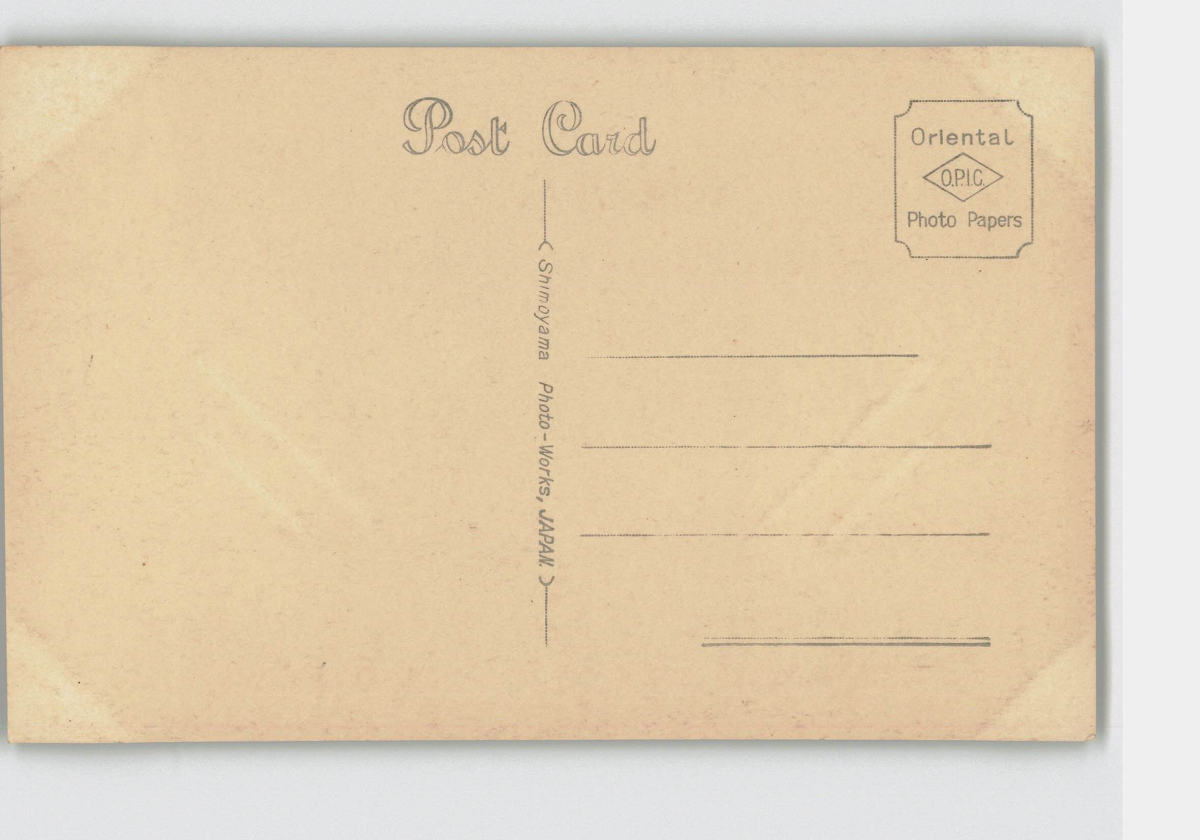 Post Card
Oriental
O.P.I.C.
Photo Papers
Shimoyama Photo-Works, JAPAN.